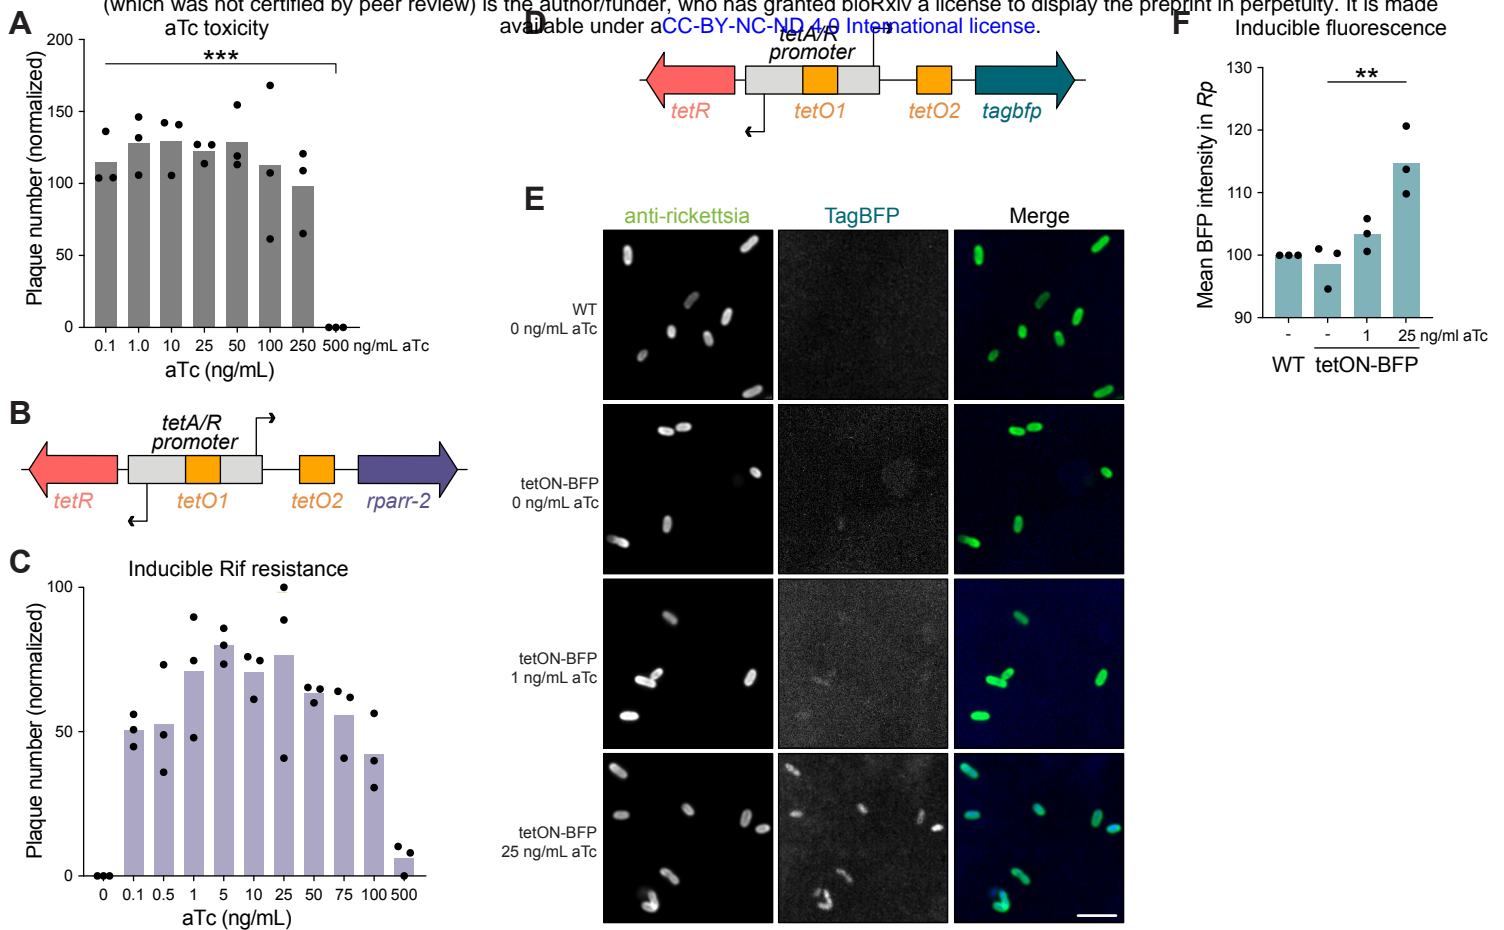 (which was not certified by peer review) is the author/funder, who has granted bioRxiv a license to display the preprint in perpetuity. It is made
available under aCC-BY-NC-ND 4.0 International license.
A
aTc toxicity
Plaque number (normalized)
200
150
100
50
0
***
0.1 1.0 10 25 50 100 250 500 ng/mL aTc
aTc (ng/mL)
B
tetA/R
promoter
tetR tetO1 tetO2 rparr-2
C
Inducible Rif resistance
Plaque number (normalized)
100
50
0
0 0.1 0.5 1 5 10 25 50 75 100 500
aTc (ng/mL)
D
tetA/R
promoter
tetR tetO1 tetO2 tagbfp
E
anti-rickettsia TagBFP Merge
WT
0 ng/mL aTc
tetON-BFP
0 ng/mL aTc
tetON-BFP
1 ng/mL aTc
tetON-BFP
25 ng/mL aTc
F
Inducible fluorescence
Mean BFP intensity in Rp
130
120
110
100
90
**
- - 1 25 ng/ml aTc
WT tetON-BFP